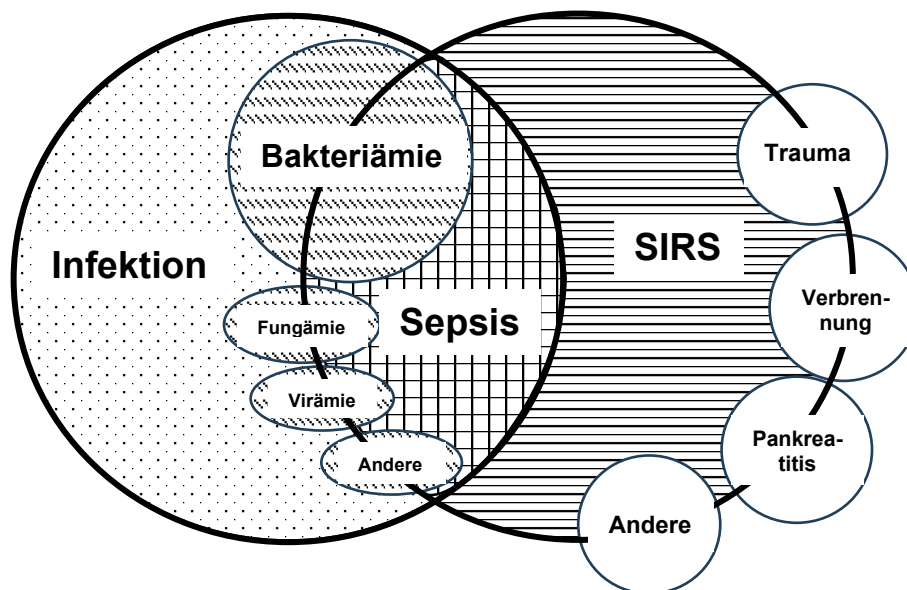 Bakteriämie
Trauma
Infektion
SIRS
Verbren-
nung
Fungämie
Sepsis
Virämie
Pankrea-
titis
Andere
Andere